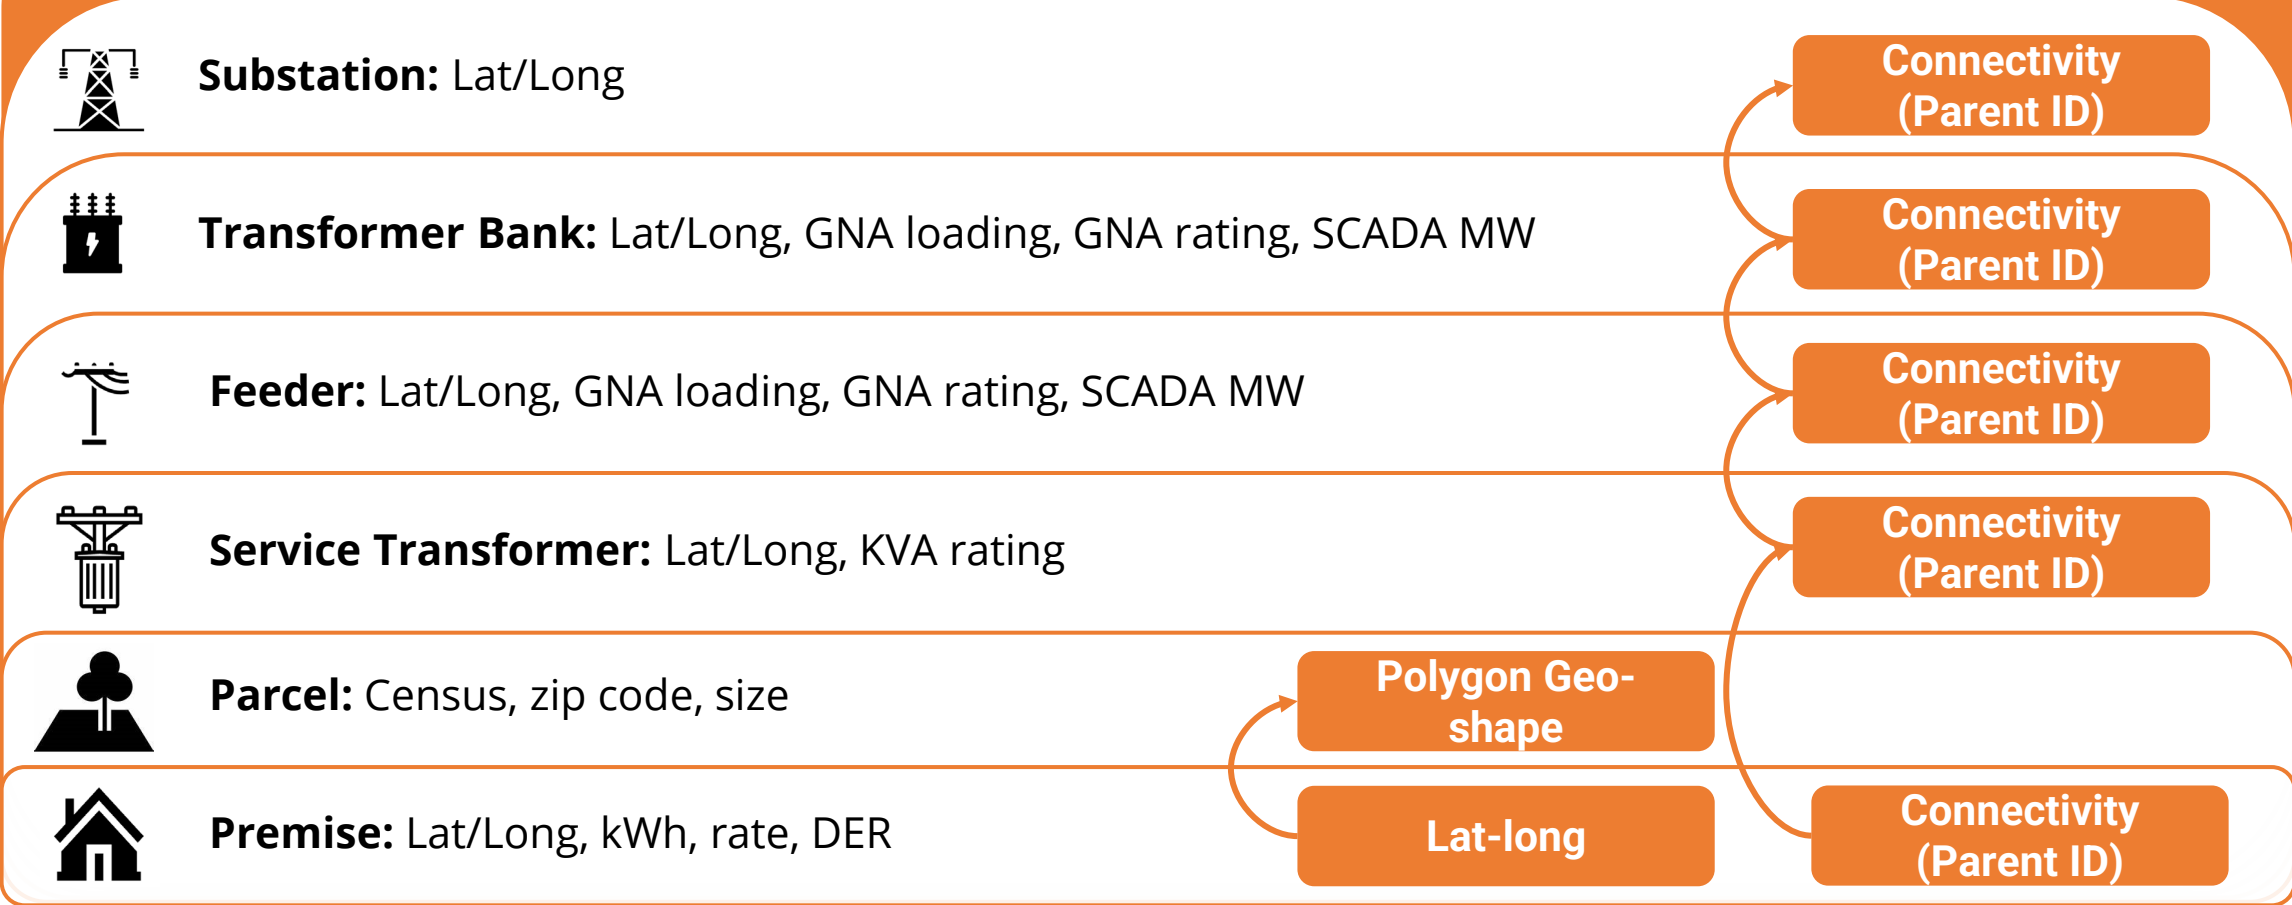 Substation: Lat/Long
Connectivity
(Parent ID)
Transformer Bank: Lat/Long, GNA loading, GNA rating, SCADA MW
Connectivity
(Parent ID)
Feeder: Lat/Long, GNA loading, GNA rating, SCADA MW
Connectivity
(Parent ID)
Service Transformer: Lat/Long, KVA rating
Connectivity
(Parent ID)
Parcel: Census, zip code, size
Polygon Geo-
shape
Premise: Lat/Long, kWh, rate, DER
Lat-long
Connectivity
(Parent ID)